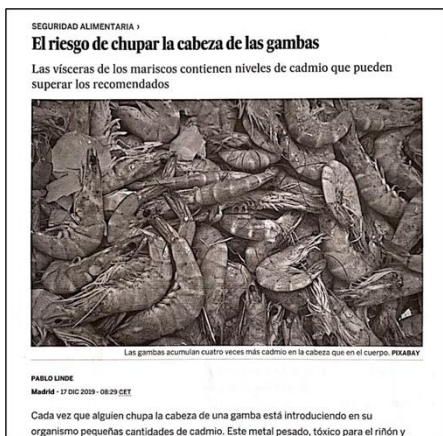 SEGURIDAD ALIMENTARIA ›
El riesgo de chupar la cabeza de las gambas
Las vísceras de los mariscos contienen niveles de cadmio que pueden
superar los recomendados
Las gambas acumulan cuatro veces más cadmio en la cabeza que en el cuerpo. PIXABAY
PABLO LINDE
Madrid - 17 DIC 2019 - 08:29 CET
Cada vez que alguien chupa la cabeza de una gamba está introduciendo en su
organismo pequeñas cantidades de cadmio. Este metal pesado, tóxico para el riñón y